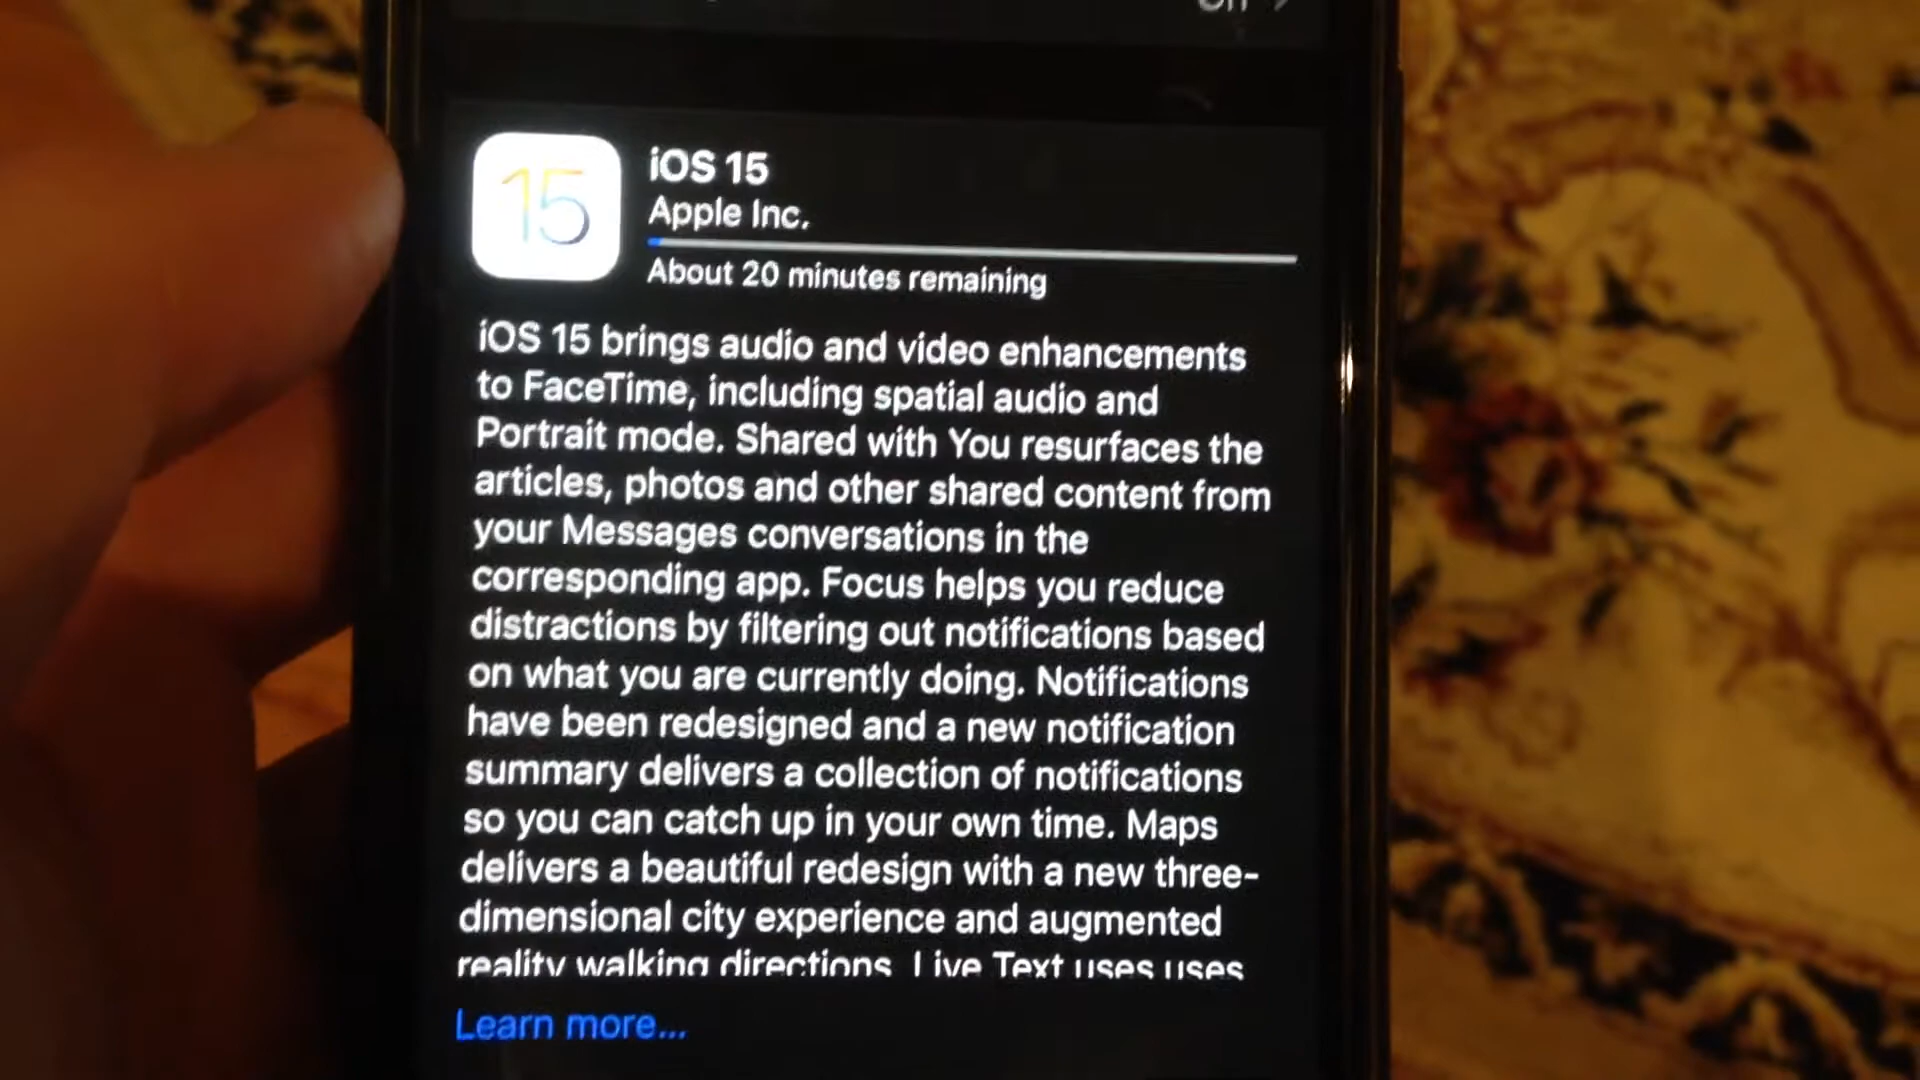 iOS 15
15
Apple Inc.
About 20 minutes remaining
iOS 15 brings audio and video enhancements
to FaceTime, including spatial audio and
Portrait mode. Shared with You resurfaces the
articles, photos and other shared content from
your Messages conversations in the
corresponding app. Focus helps you reduce
distractions by filtering out notifications based
on what you are currently doing. Notifications
have been redesigned and a new notification
summary delivers a collection of notifications
so you can catch up in your own time. Maps
delivers a beautiful redesign with a new three-
dimensional city experience and augmented
reality walking directions. Live Text uses uses
Learn more...